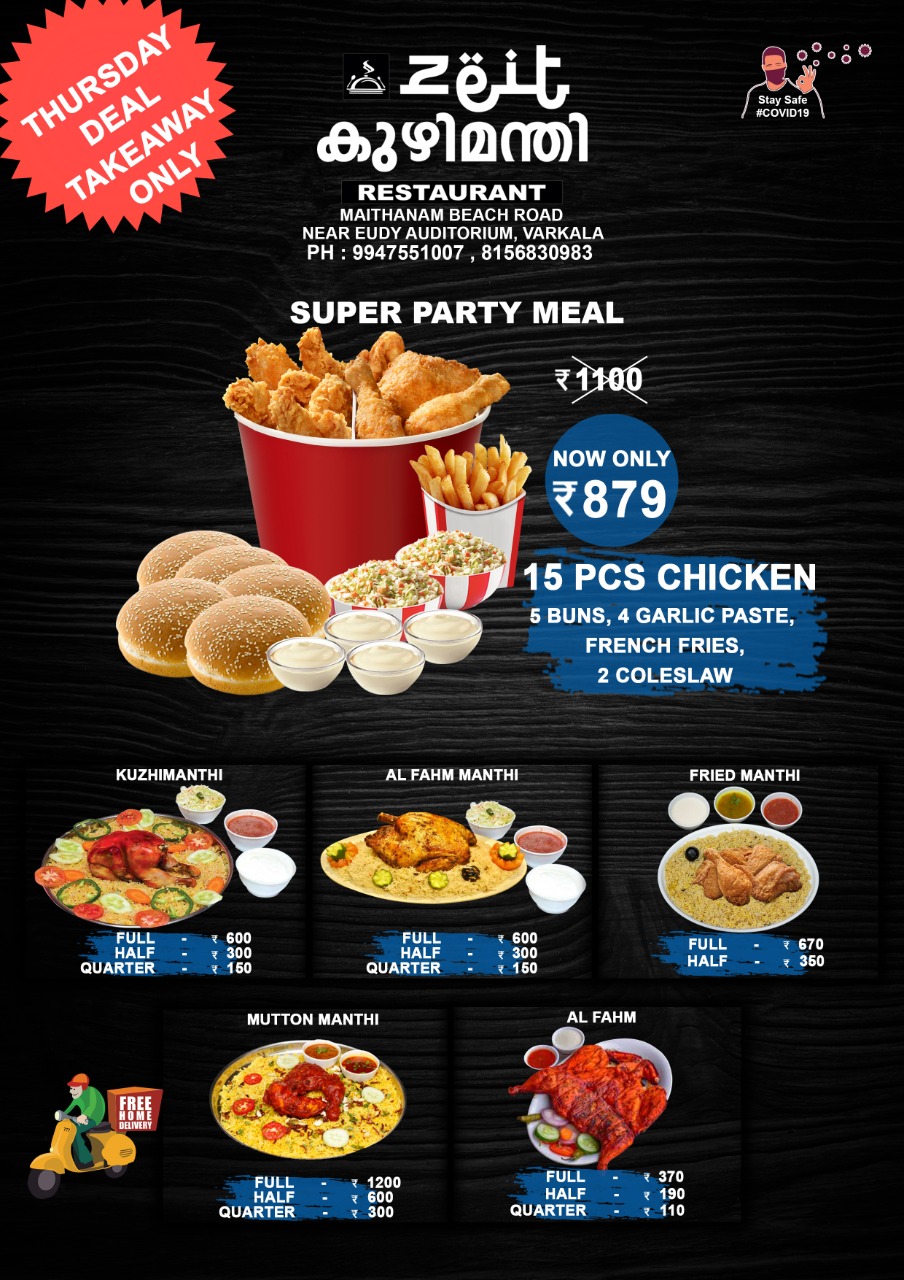 THURSDAY
DEAL
TAKEAWAY
ONLY
Zëit
കുഴിമന്തി
RESTAURANT
MAITHANAM BEACH ROAD
NEAR EUDY AUDITORIUM, VARKALA
PH : 9947551007 , 8156830983
Stay Safe
#COVID19
SUPER PARTY MEAL
₹ 1100
NOW ONLY
₹879
15 PCS CHICKEN
5 BUNS, 4 GARLIC PASTE,
FRENCH FRIES,
2 COLESLAW
KUZHIMANTHI
FULL - ₹ 600
HALF - ₹ 300
QUARTER - ₹ 150
AL FAHM MANTHI
FULL - ₹ 600
HALF - ₹ 300
QUARTER - ₹ 150
FRIED MANTHI
FULL - ₹ 670
HALF - ₹ 350
MUTTON MANTHI
FULL - ₹ 1200
HALF - ₹ 600
QUARTER - ₹ 300
AL FAHM
FULL - ₹ 370
HALF - ₹ 190
QUARTER - ₹ 110
FREE
HOME
DELIVERY